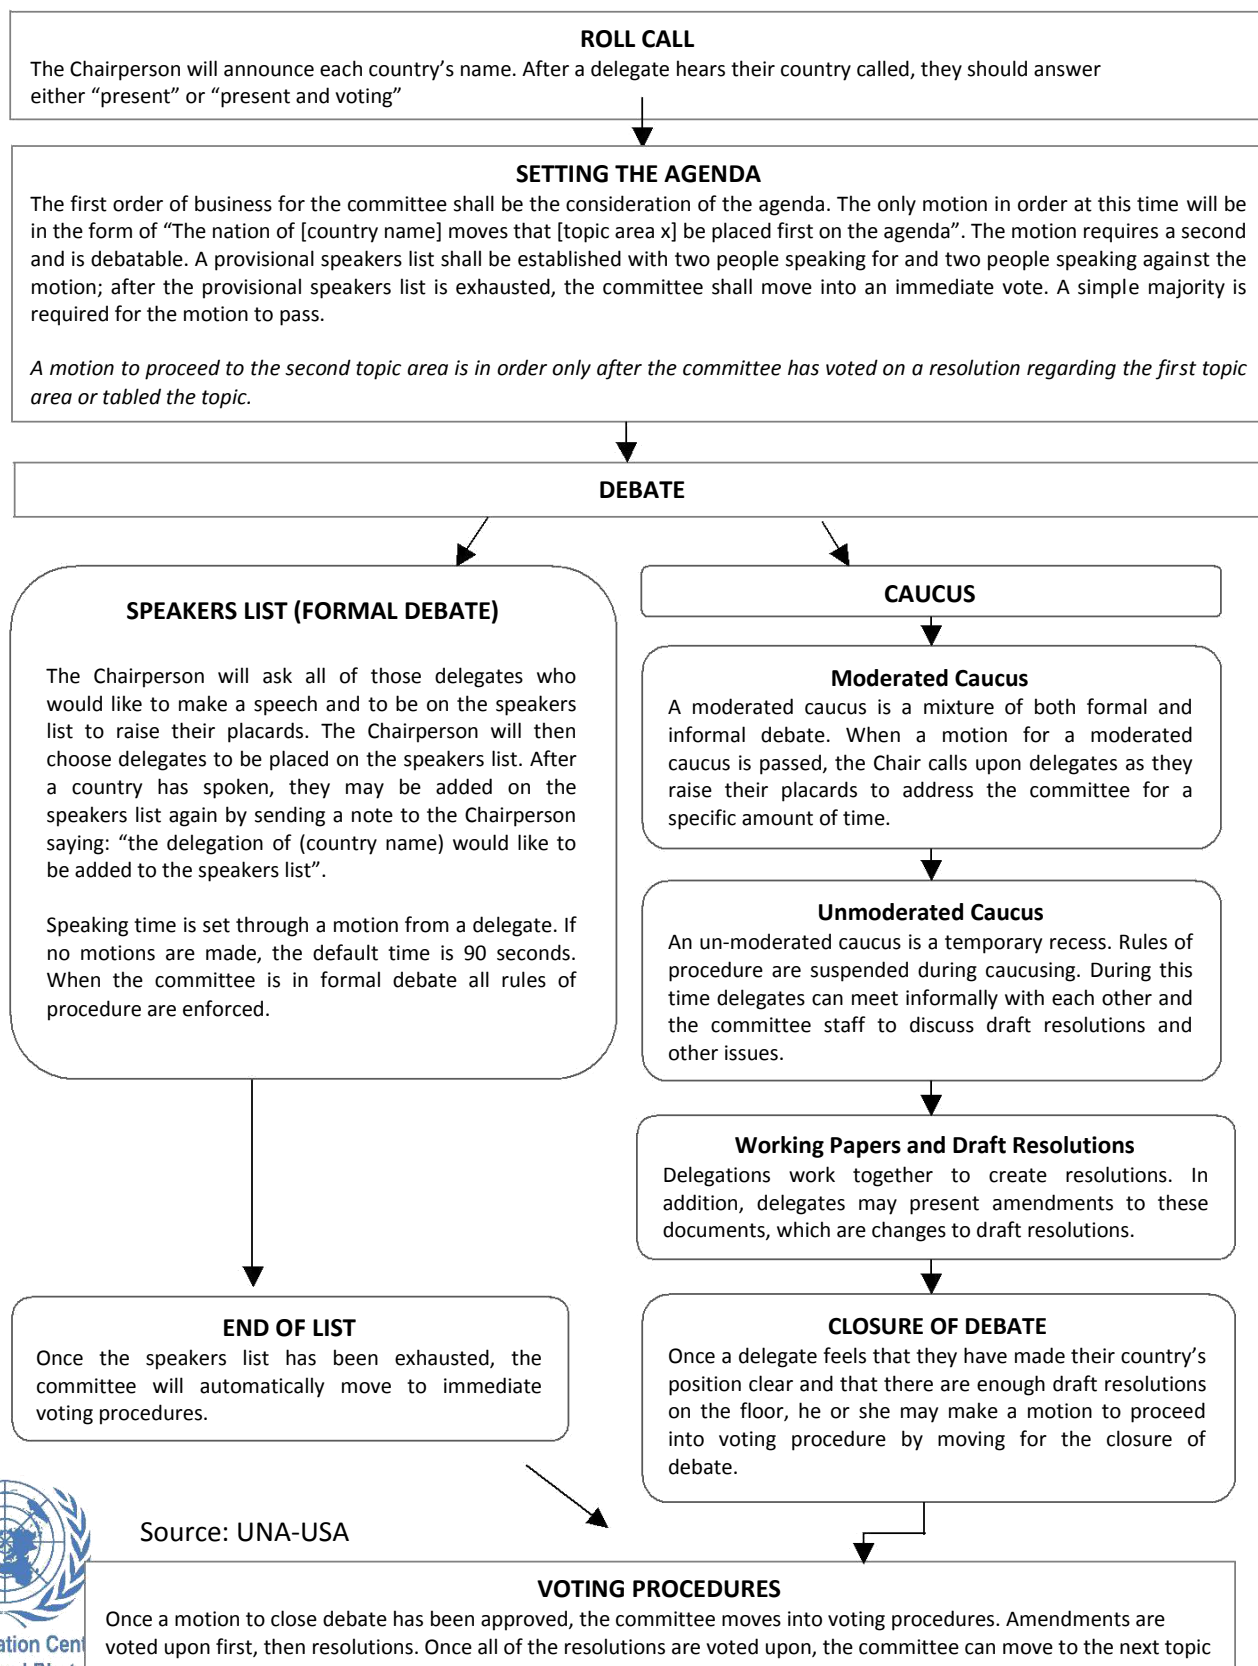 ROLL CALL
The Chairperson will announce each country’s name. After a delegate hears their country called, they should answer
either “present” or “present and voting”
SETTING THE AGENDA
The first order of business for the committee shall be the consideration of the agenda. The only motion in order at this time will be
in the form of “The nation of [country name] moves that [topic area x] be placed first on the agenda”. The motion requires a second
and is debatable. A provisional speakers list shall be established with two people speaking for and two people speaking against the
motion; after the provisional speakers list is exhausted, the committee shall move into an immediate vote. A simple majority is
required for the motion to pass.
A motion to proceed to the second topic area is in order only after the committee has voted on a resolution regarding the first topic
area or tabled the topic.
DEBATE
SPEAKERS LIST (FORMAL DEBATE)
The Chairperson will ask all of those delegates who
would like to make a speech and to be on the speakers
list to raise their placards. The Chairperson will then
choose delegates to be placed on the speakers list. After
a country has spoken, they may be added on the
speakers list again by sending a note to the Chairperson
saying: “the delegation of (country name) would like to
be added to the speakers list”.
Speaking time is set through a motion from a delegate. If
no motions are made, the default time is 90 seconds.
When the committee is in formal debate all rules of
procedure are enforced.
END OF LIST
Once the speakers list has been exhausted, the
committee will automatically move to immediate
voting procedures.
CAUCUS
Moderated Caucus
A moderated caucus is a mixture of both formal and
informal debate. When a motion for a moderated
caucus is passed, the Chair calls upon delegates as they
raise their placards to address the committee for a
specific amount of time.
Unmoderated Caucus
An un-moderated caucus is a temporary recess. Rules of
procedure are suspended during caucusing. During this
time delegates can meet informally with each other and
the committee staff to discuss draft resolutions and
other issues.
Working Papers and Draft Resolutions
Delegations work together to create resolutions. In
addition, delegates may present amendments to these
documents, which are changes to draft resolutions.
CLOSURE OF DEBATE
Once a delegate feels that they have made their country’s
position clear and that there are enough draft resolutions
on the floor, he or she may make a motion to proceed
into voting procedure by moving for the closure of
debate.
Source: UNA-USA
VOTING PROCEDURES
Once a motion to close debate has been approved, the committee moves into voting procedures. Amendments are
voted upon first, then resolutions. Once all of the resolutions are voted upon, the committee can move to the next topic